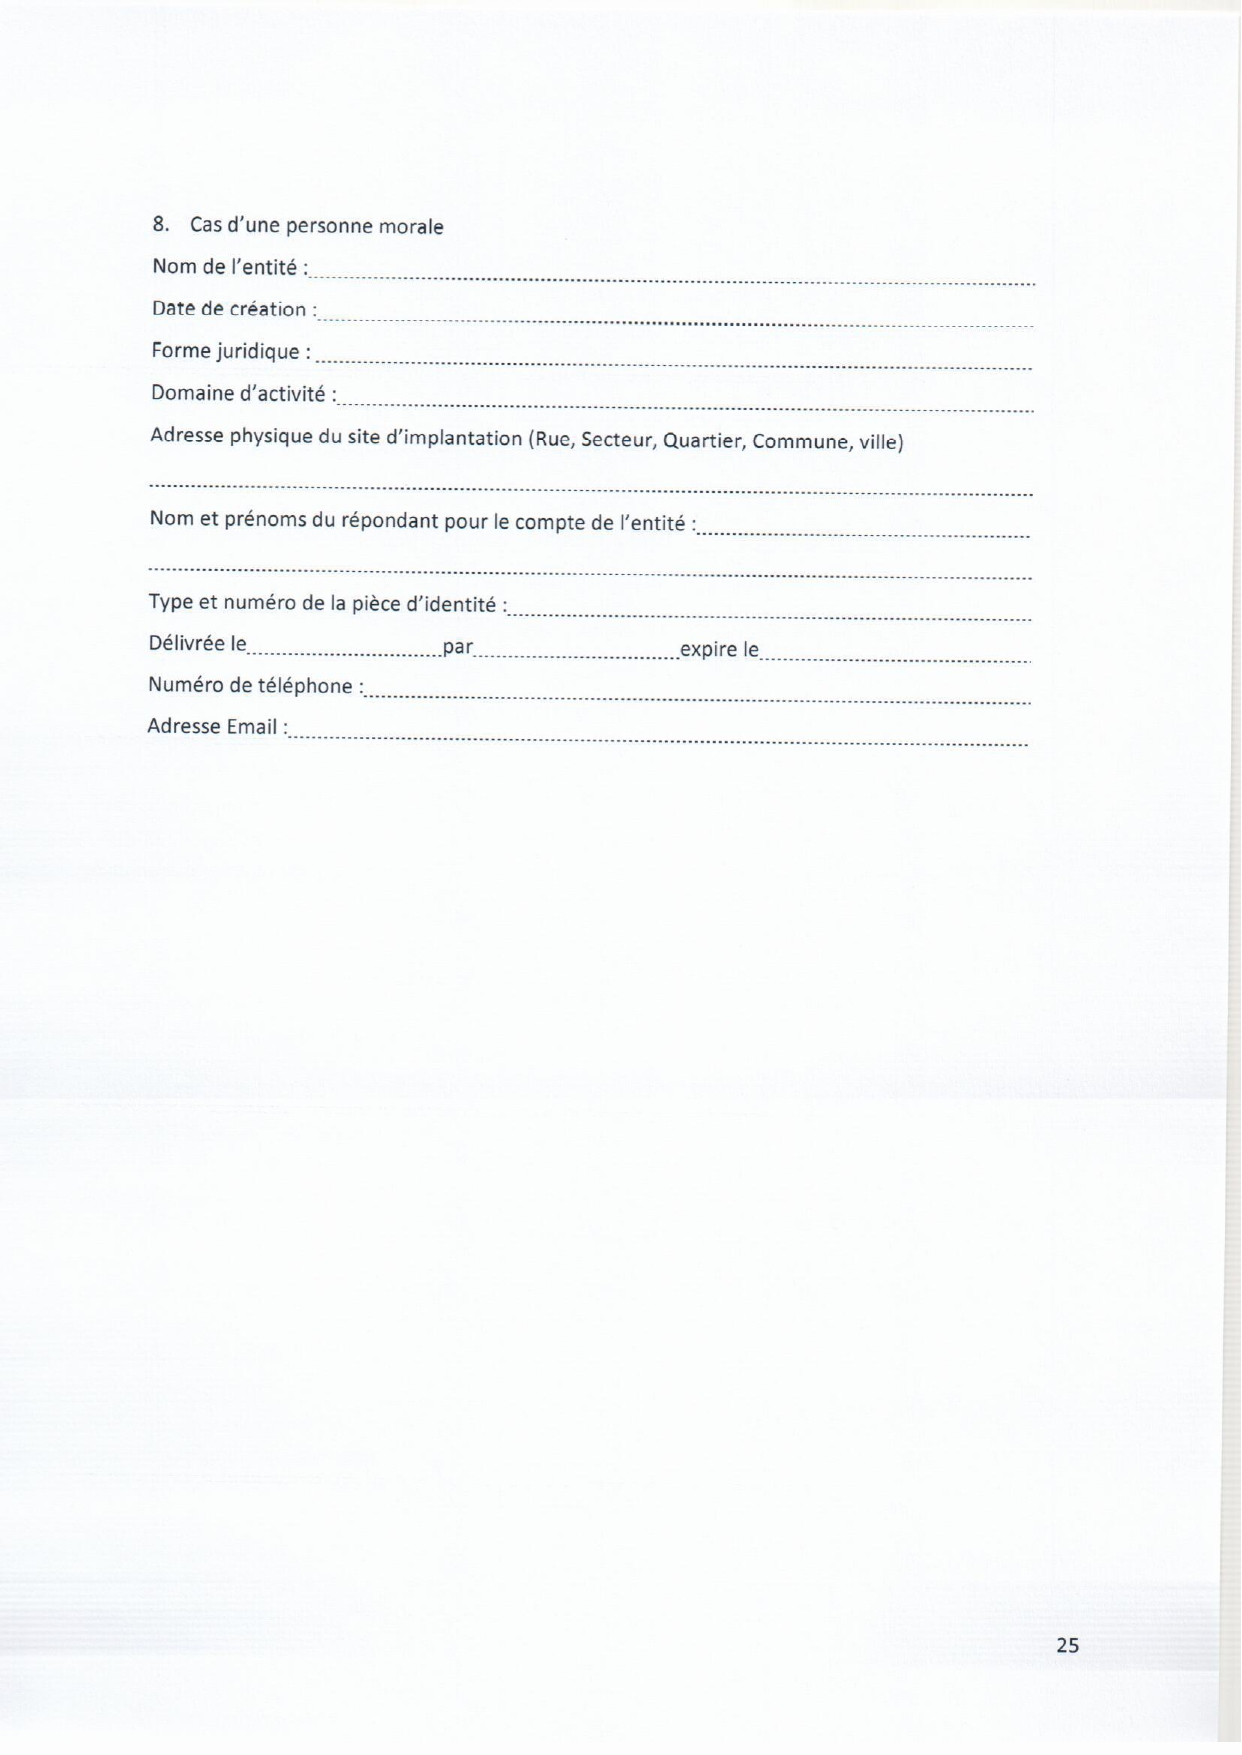 8. Cas d'une personne morale
Nom de l'entité :
Date de création :
Forme juridique :
Domaine d'activité :
Adresse physique du site d'implantation (Rue, Secteur, Quartier, Commune, ville)
Nom et prénoms du répondant pour le compte de l'entité :
Type et numéro de la pièce d'identité :
Délivrée le par expire le
Numéro de téléphone :
Adresse Email :
25